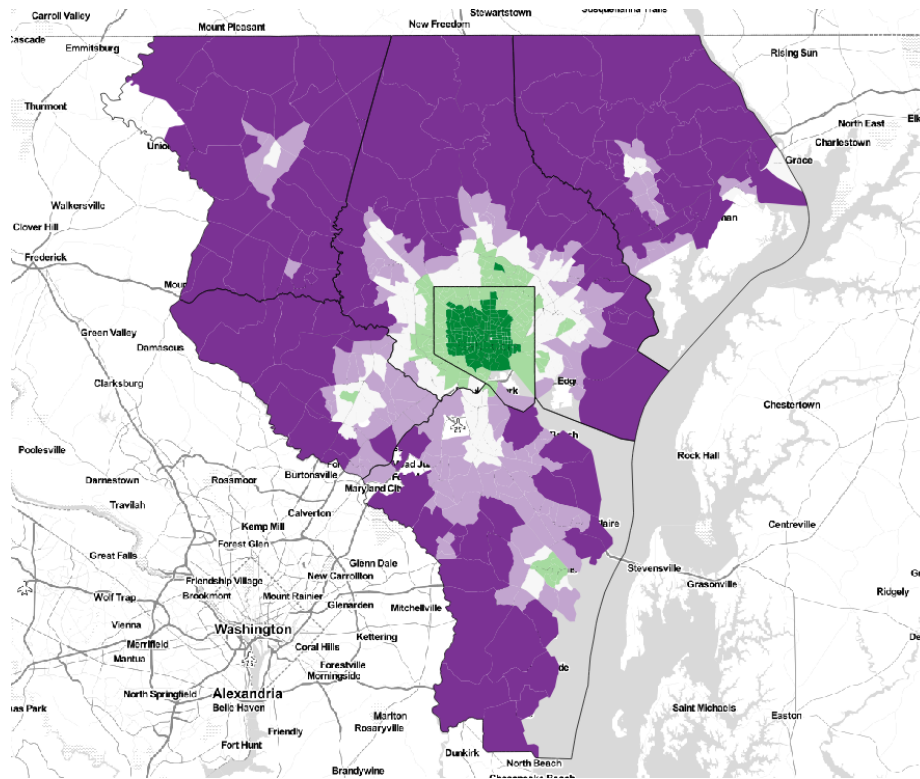 Carroll Valley
Stewartstown
Mount Pleasant
New Freedom
Cascade
Emmitsburg
Rising Sun
Thurmont
North East
Charlestown
Union
Grace
Walkersville
Clover Hill
Frederick
Green Valley
Damascus
Clarksburg
Chestertown
Poolesville
Darnestown
Rossmoor
Burtonsville
Rock Hall
Travilah
Maryland City
Calverton
Kemp Mill
Centreville
Great Falls
Forest Glen
Glenn Dale
Stevensville
Grasonville
Friendship Village
New Carrollton
Wolf Trap
Brookmont
Mount Rainier
Glenarden
Mitchellville
Ridgely
Vienna
Washington
Kettering
Merrifield
Mantua
Coral Hills
Forestville
Morningside
North Springfield
Alexandria
Belle Haven
Marlton
Saint Michaels
Easton
Rosaryville
Friendly
Fort Hunt
Dunkirk
North Beach
Brandywine